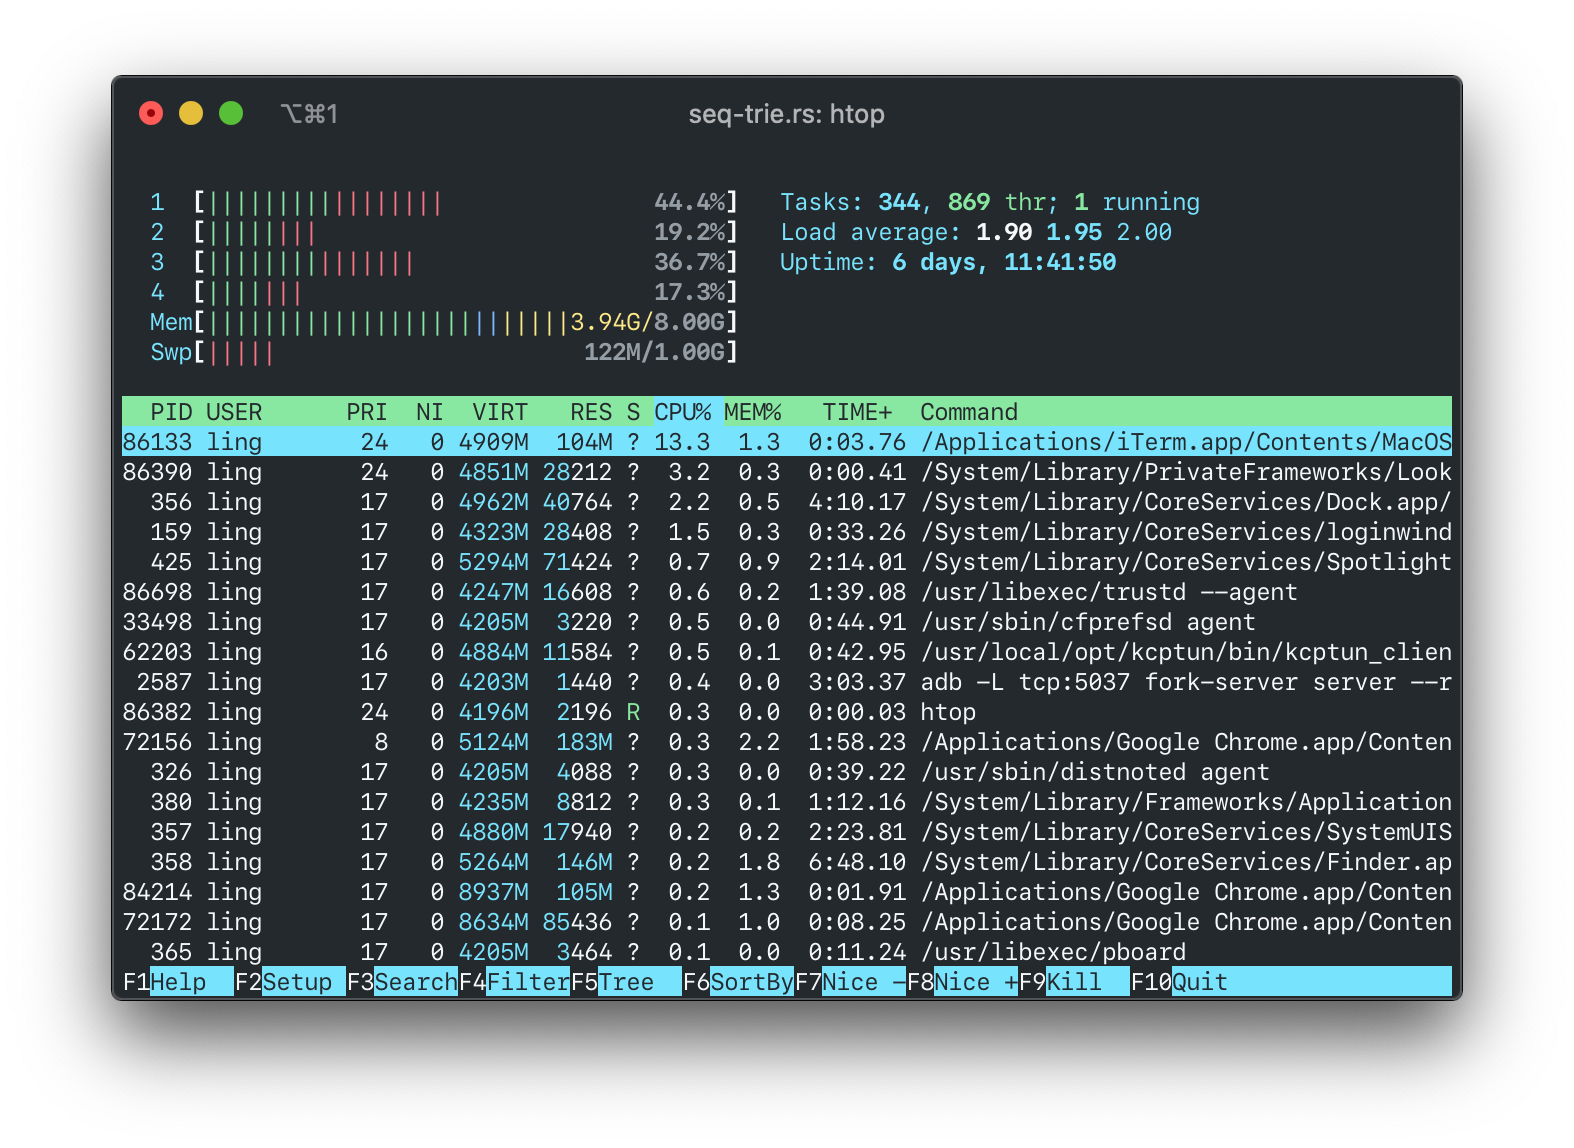 ⌥⌘1 seq-trie.rs: htop
1 [||||||||||||||||| 44.4%] Tasks: 344, 869 thr; 1 running
2 [|||||||| 19.2%] Load average: 1.90 1.95 2.00
3 [||||||||||||||| 36.7%] Uptime: 6 days, 11:41:50
4 [||||||| 17.3%]
Mem[||||||||||||||||||||||||||3.94G/8.00G]
Swp[||||| 122M/1.00G]
PID USER PRI NI VIRT RES S CPU% MEM% TIME+ Command
86133 ling 24 0 4909M 104M ? 13.3 1.3 0:03.76 /Applications/iTerm.app/Contents/MacOS
86390 ling 24 0 4851M 28212 ? 3.2 0.3 0:00.41 /System/Library/PrivateFrameworks/Look
356 ling 17 0 4962M 40764 ? 2.2 0.5 4:10.17 /System/Library/CoreServices/Dock.app/
159 ling 17 0 4323M 28408 ? 1.5 0.3 0:33.26 /System/Library/CoreServices/loginwind
425 ling 17 0 5294M 71424 ? 0.7 0.9 2:14.01 /System/Library/CoreServices/Spotlight
86698 ling 17 0 4247M 16608 ? 0.6 0.2 1:39.08 /usr/libexec/trustd --agent
33498 ling 17 0 4205M 3220 ? 0.5 0.0 0:44.91 /usr/sbin/cfprefsd agent
62203 ling 16 0 4884M 11584 ? 0.5 0.1 0:42.95 /usr/local/opt/kcptun/bin/kcptun_clien
2587 ling 17 0 4203M 1440 ? 0.4 0.0 3:03.37 adb -L tcp:5037 fork-server server --r
86382 ling 24 0 4196M 2196 R 0.3 0.0 0:00.03 htop
72156 ling 8 0 5124M 183M ? 0.3 2.2 1:58.23 /Applications/Google Chrome.app/Conten
326 ling 17 0 4205M 4088 ? 0.3 0.0 0:39.22 /usr/sbin/distnoted agent
380 ling 17 0 4235M 8812 ? 0.3 0.1 1:12.16 /System/Library/Frameworks/Application
357 ling 17 0 4880M 17940 ? 0.2 0.2 2:23.81 /System/Library/CoreServices/SystemUIS
358 ling 17 0 5264M 146M ? 0.2 1.8 6:48.10 /System/Library/CoreServices/Finder.ap
84214 ling 17 0 8937M 105M ? 0.2 1.3 0:01.91 /Applications/Google Chrome.app/Conten
72172 ling 17 0 8634M 85436 ? 0.1 1.0 0:08.25 /Applications/Google Chrome.app/Conten
365 ling 17 0 4205M 3464 ? 0.1 0.0 0:11.24 /usr/libexec/pboard
F1Help F2Setup F3SearchF4FilterF5Tree F6SortByF7Nice -F8Nice +F9Kill F10Quit